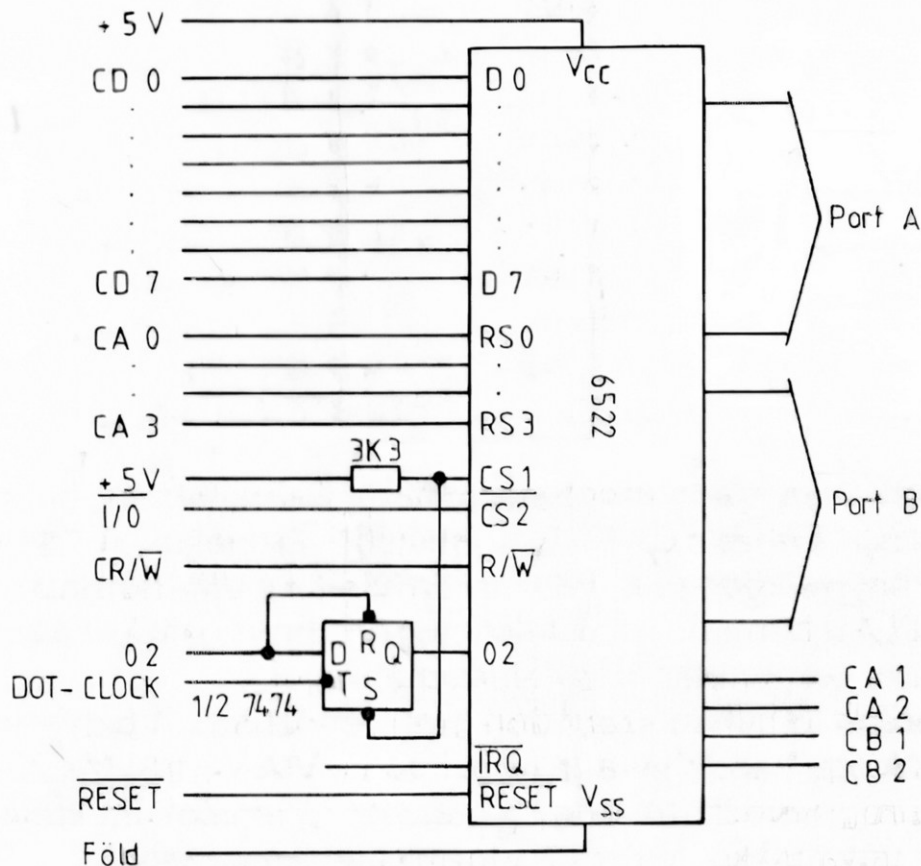 +5V
VCC
CD 0 D0
CD 7 D7
Port A
CA 0 RS0
6522
CA 3 RS3
3K3
+5V CS1
I/O CS2
Port B
CR/W R/W
R
02 D Q 02
DOT-CLOCK T S
1/2 7474
CA 1
CA 2
CB 1
IRQ
CB 2
RESET RESET
VSS
Föld